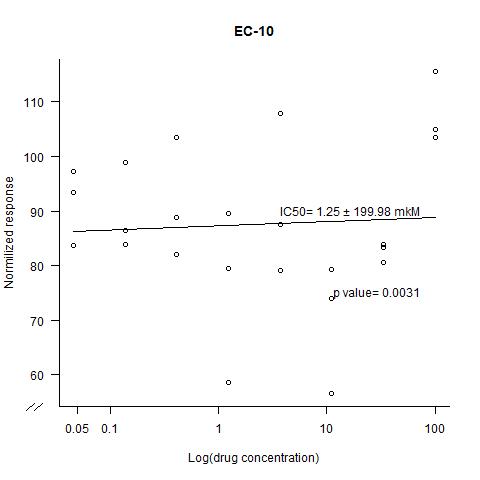 EC-10
Normilized response
110
100
90
80
70
60
IC50= 1.25 ± 199.98 mkM
p value= 0.0031
0.05 0.1 1 10 100
Log(drug concentration)